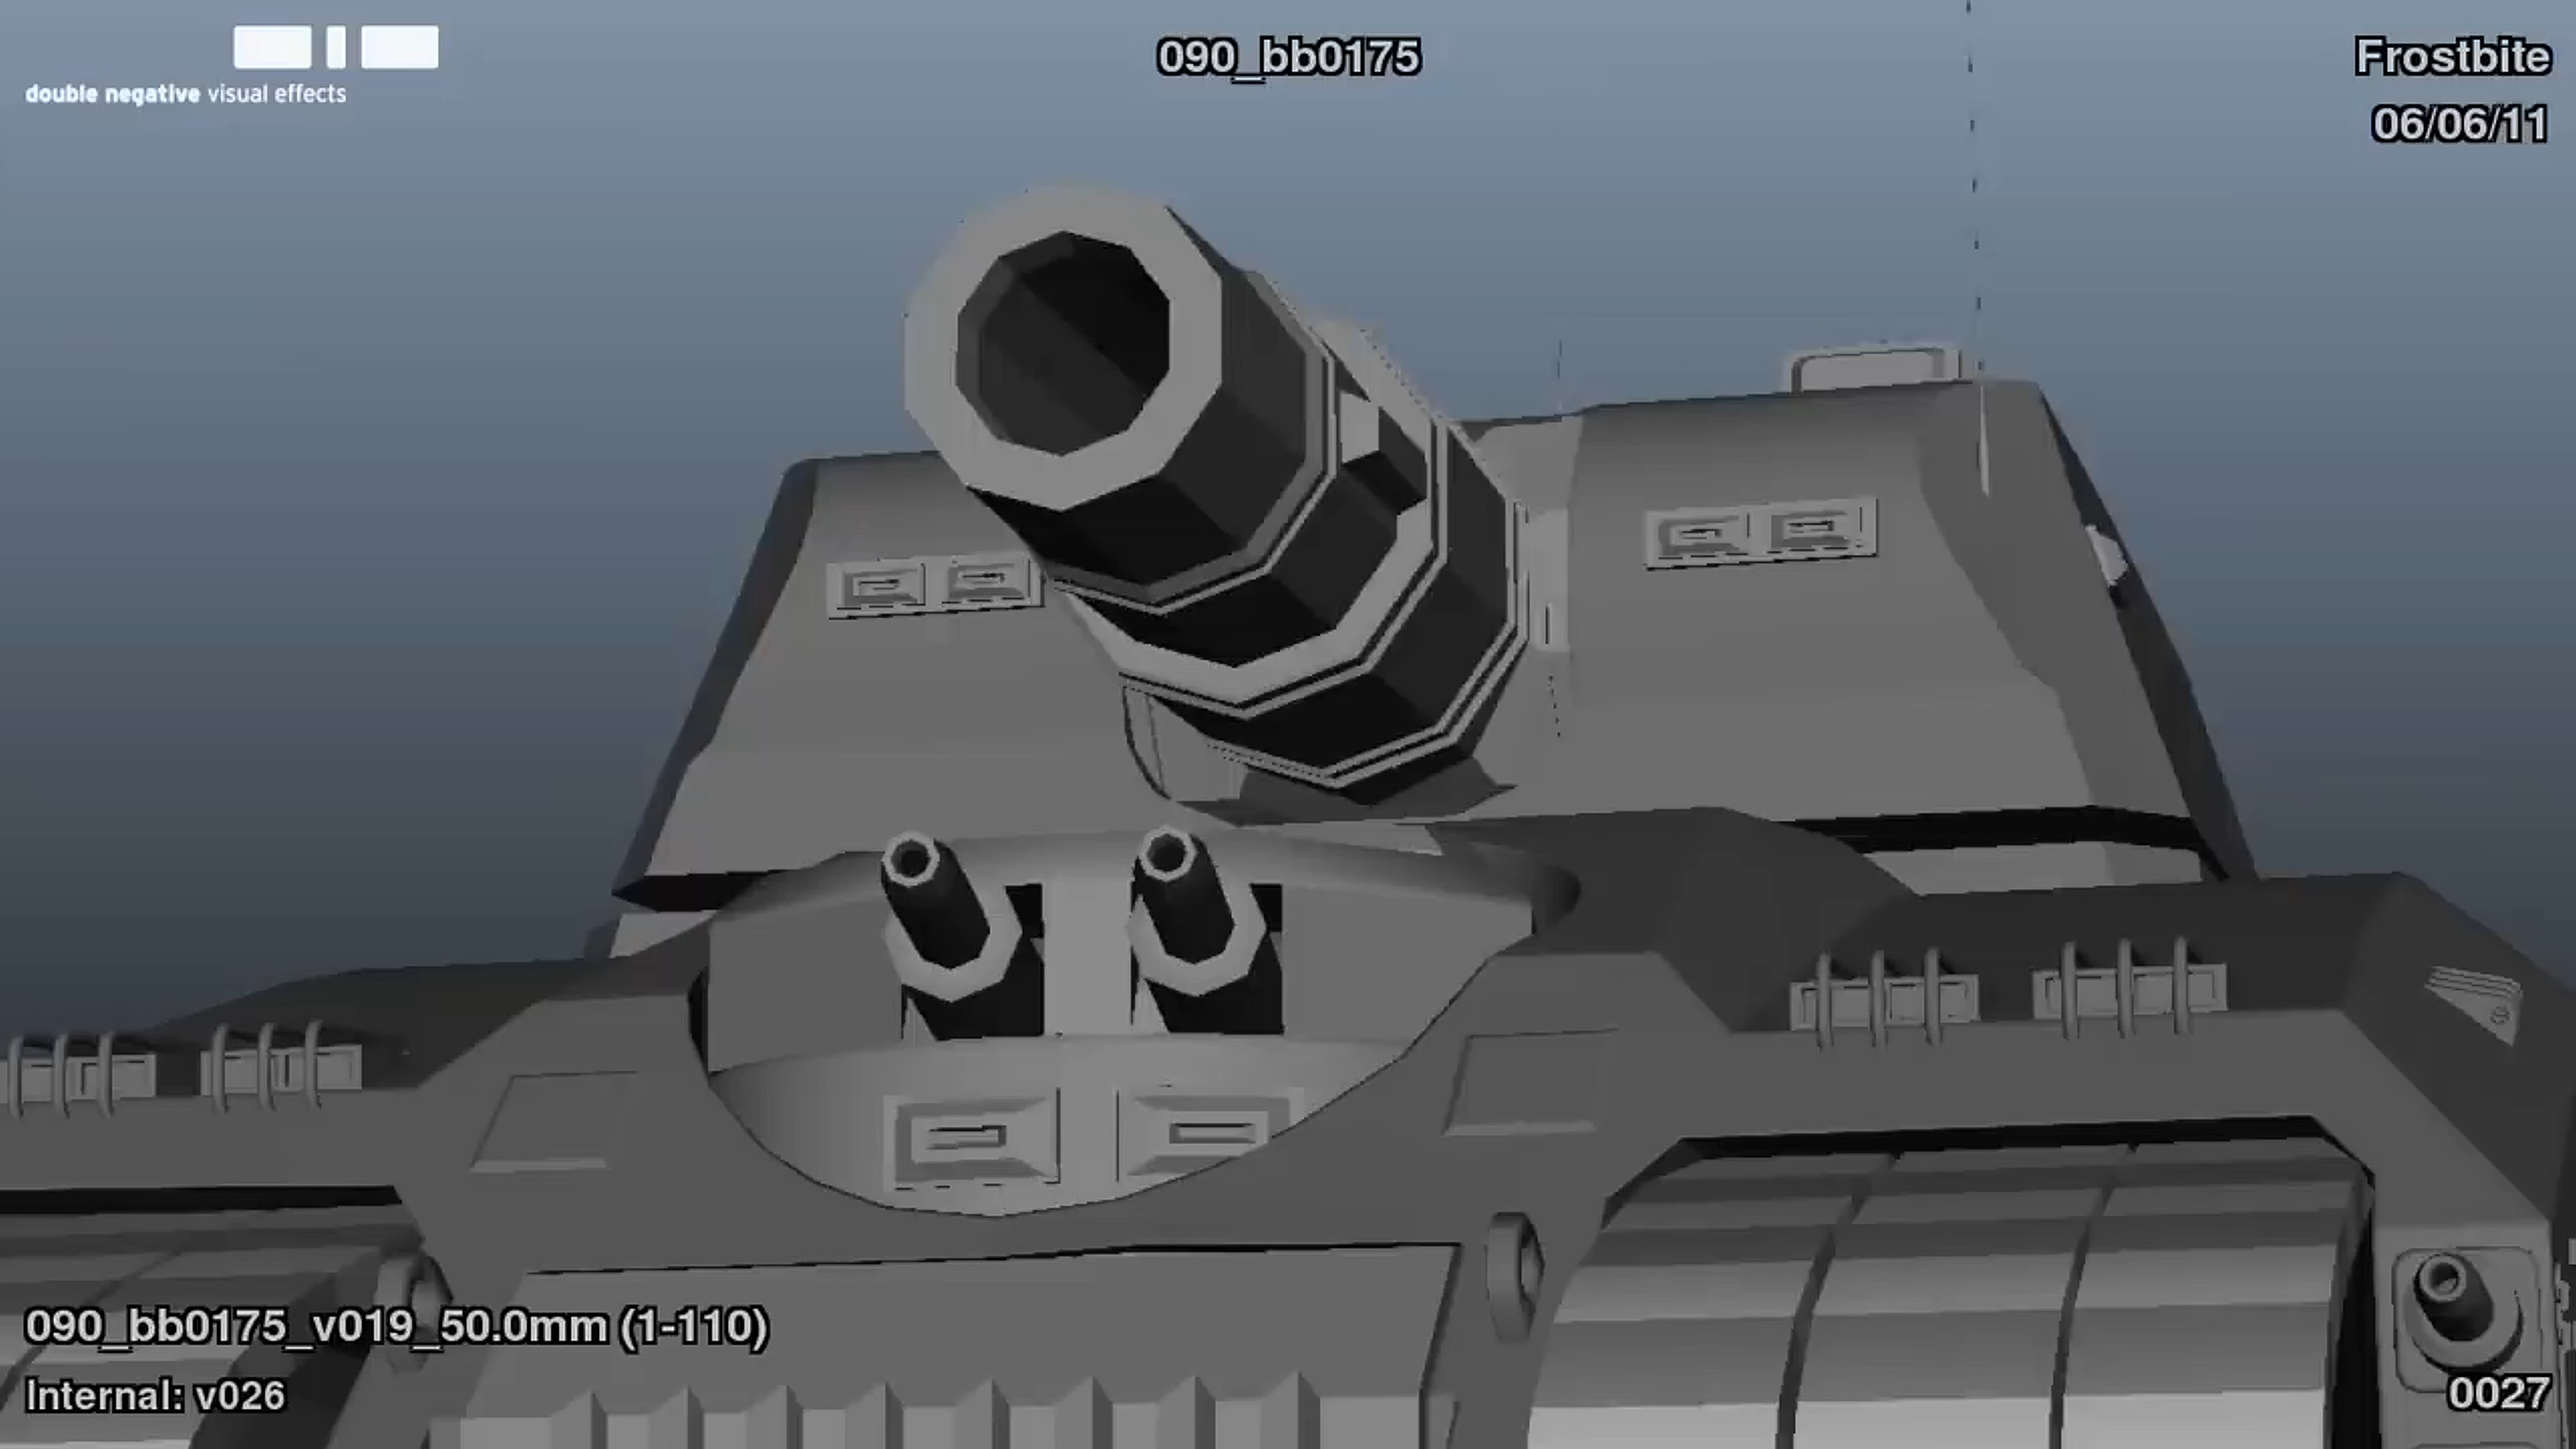 090_bb0175
Frostbite
double negative visual effects
06/06/11
090_bb0175_v019_50.0mm (1-110)
Internal: v026
0027